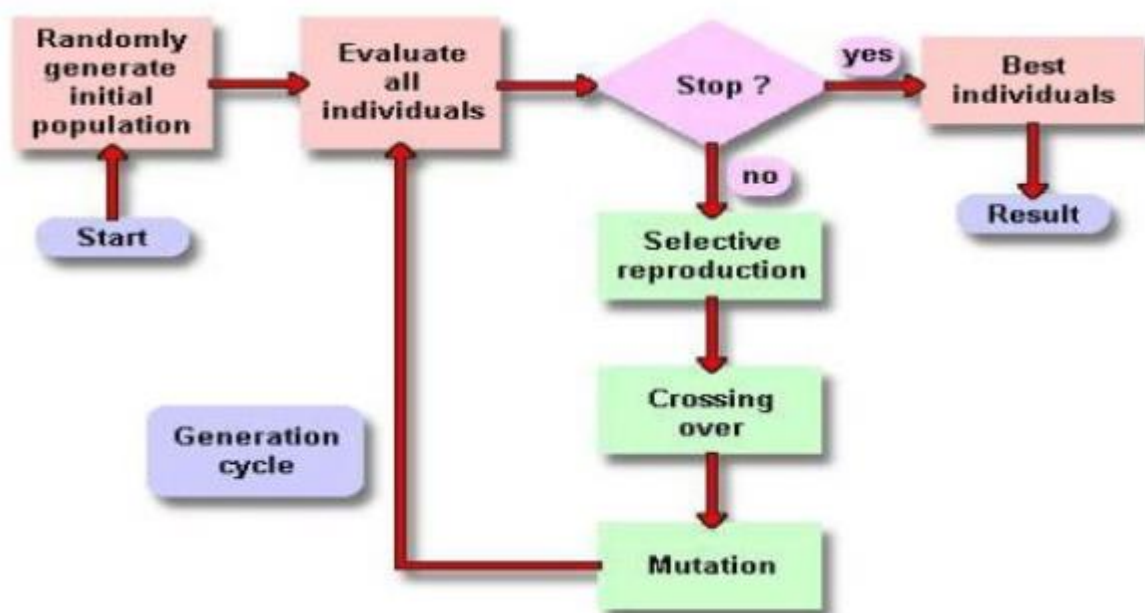 Randomly
generate
initial
population
Evaluate
all
individuals
Stop ?
yes
Best
individuals
no
Start
Result
Selective
reproduction
Crossing
over
Generation
cycle
Mutation